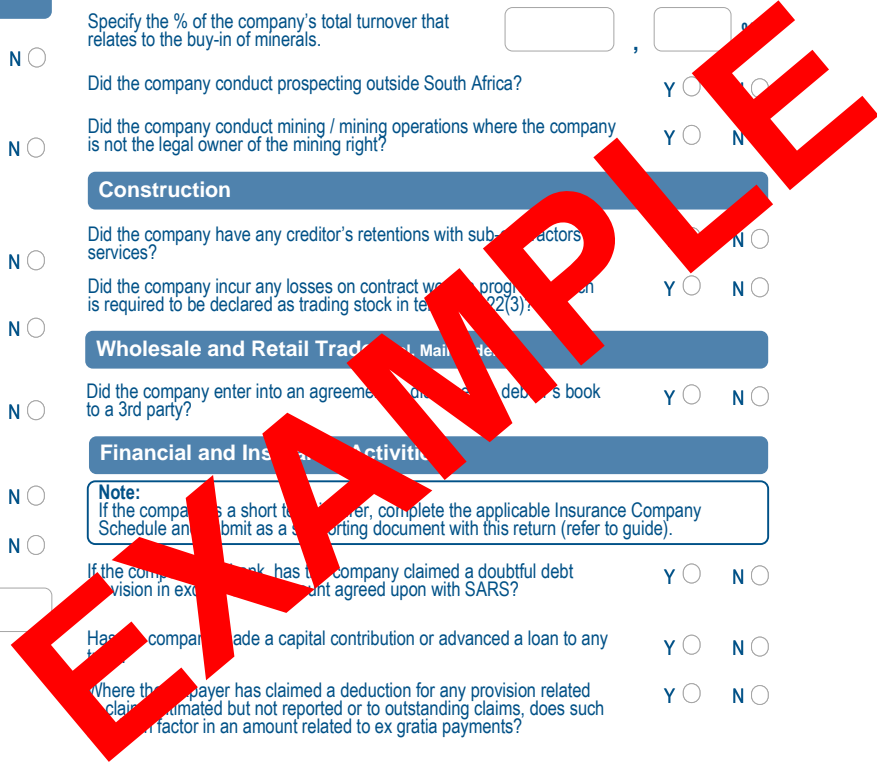 Specify the % of the company’s total turnover that
relates to the buy-in of minerals.
,
N
Did the company conduct prospecting outside South Africa?
Y
Did the company conduct mining / mining operations where the company
is not the legal owner of the mining right?
Y N
N
Construction
Did the company have any creditor’s retentions with
services?
N
N
Did the company incur any losses on contract
is required to be declared as trading stock in
Y N
N
Wholesale and Retail
Did the company enter into an book
to a 3rd party?
Y N
N
Financial and
Note:
If the a short complete the applicable Insurance Company
Schedule as a document with this return (refer to guide).
N
N
If the has company claimed a doubtful debt
in agreed upon with SARS?
Y N
a capital contribution or advanced a loan to any
Y N
Where has claimed a deduction for any provision related
but not reported or to outstanding claims, does such
factor in an amount related to ex gratia payments?
Y N
EXAMPLE